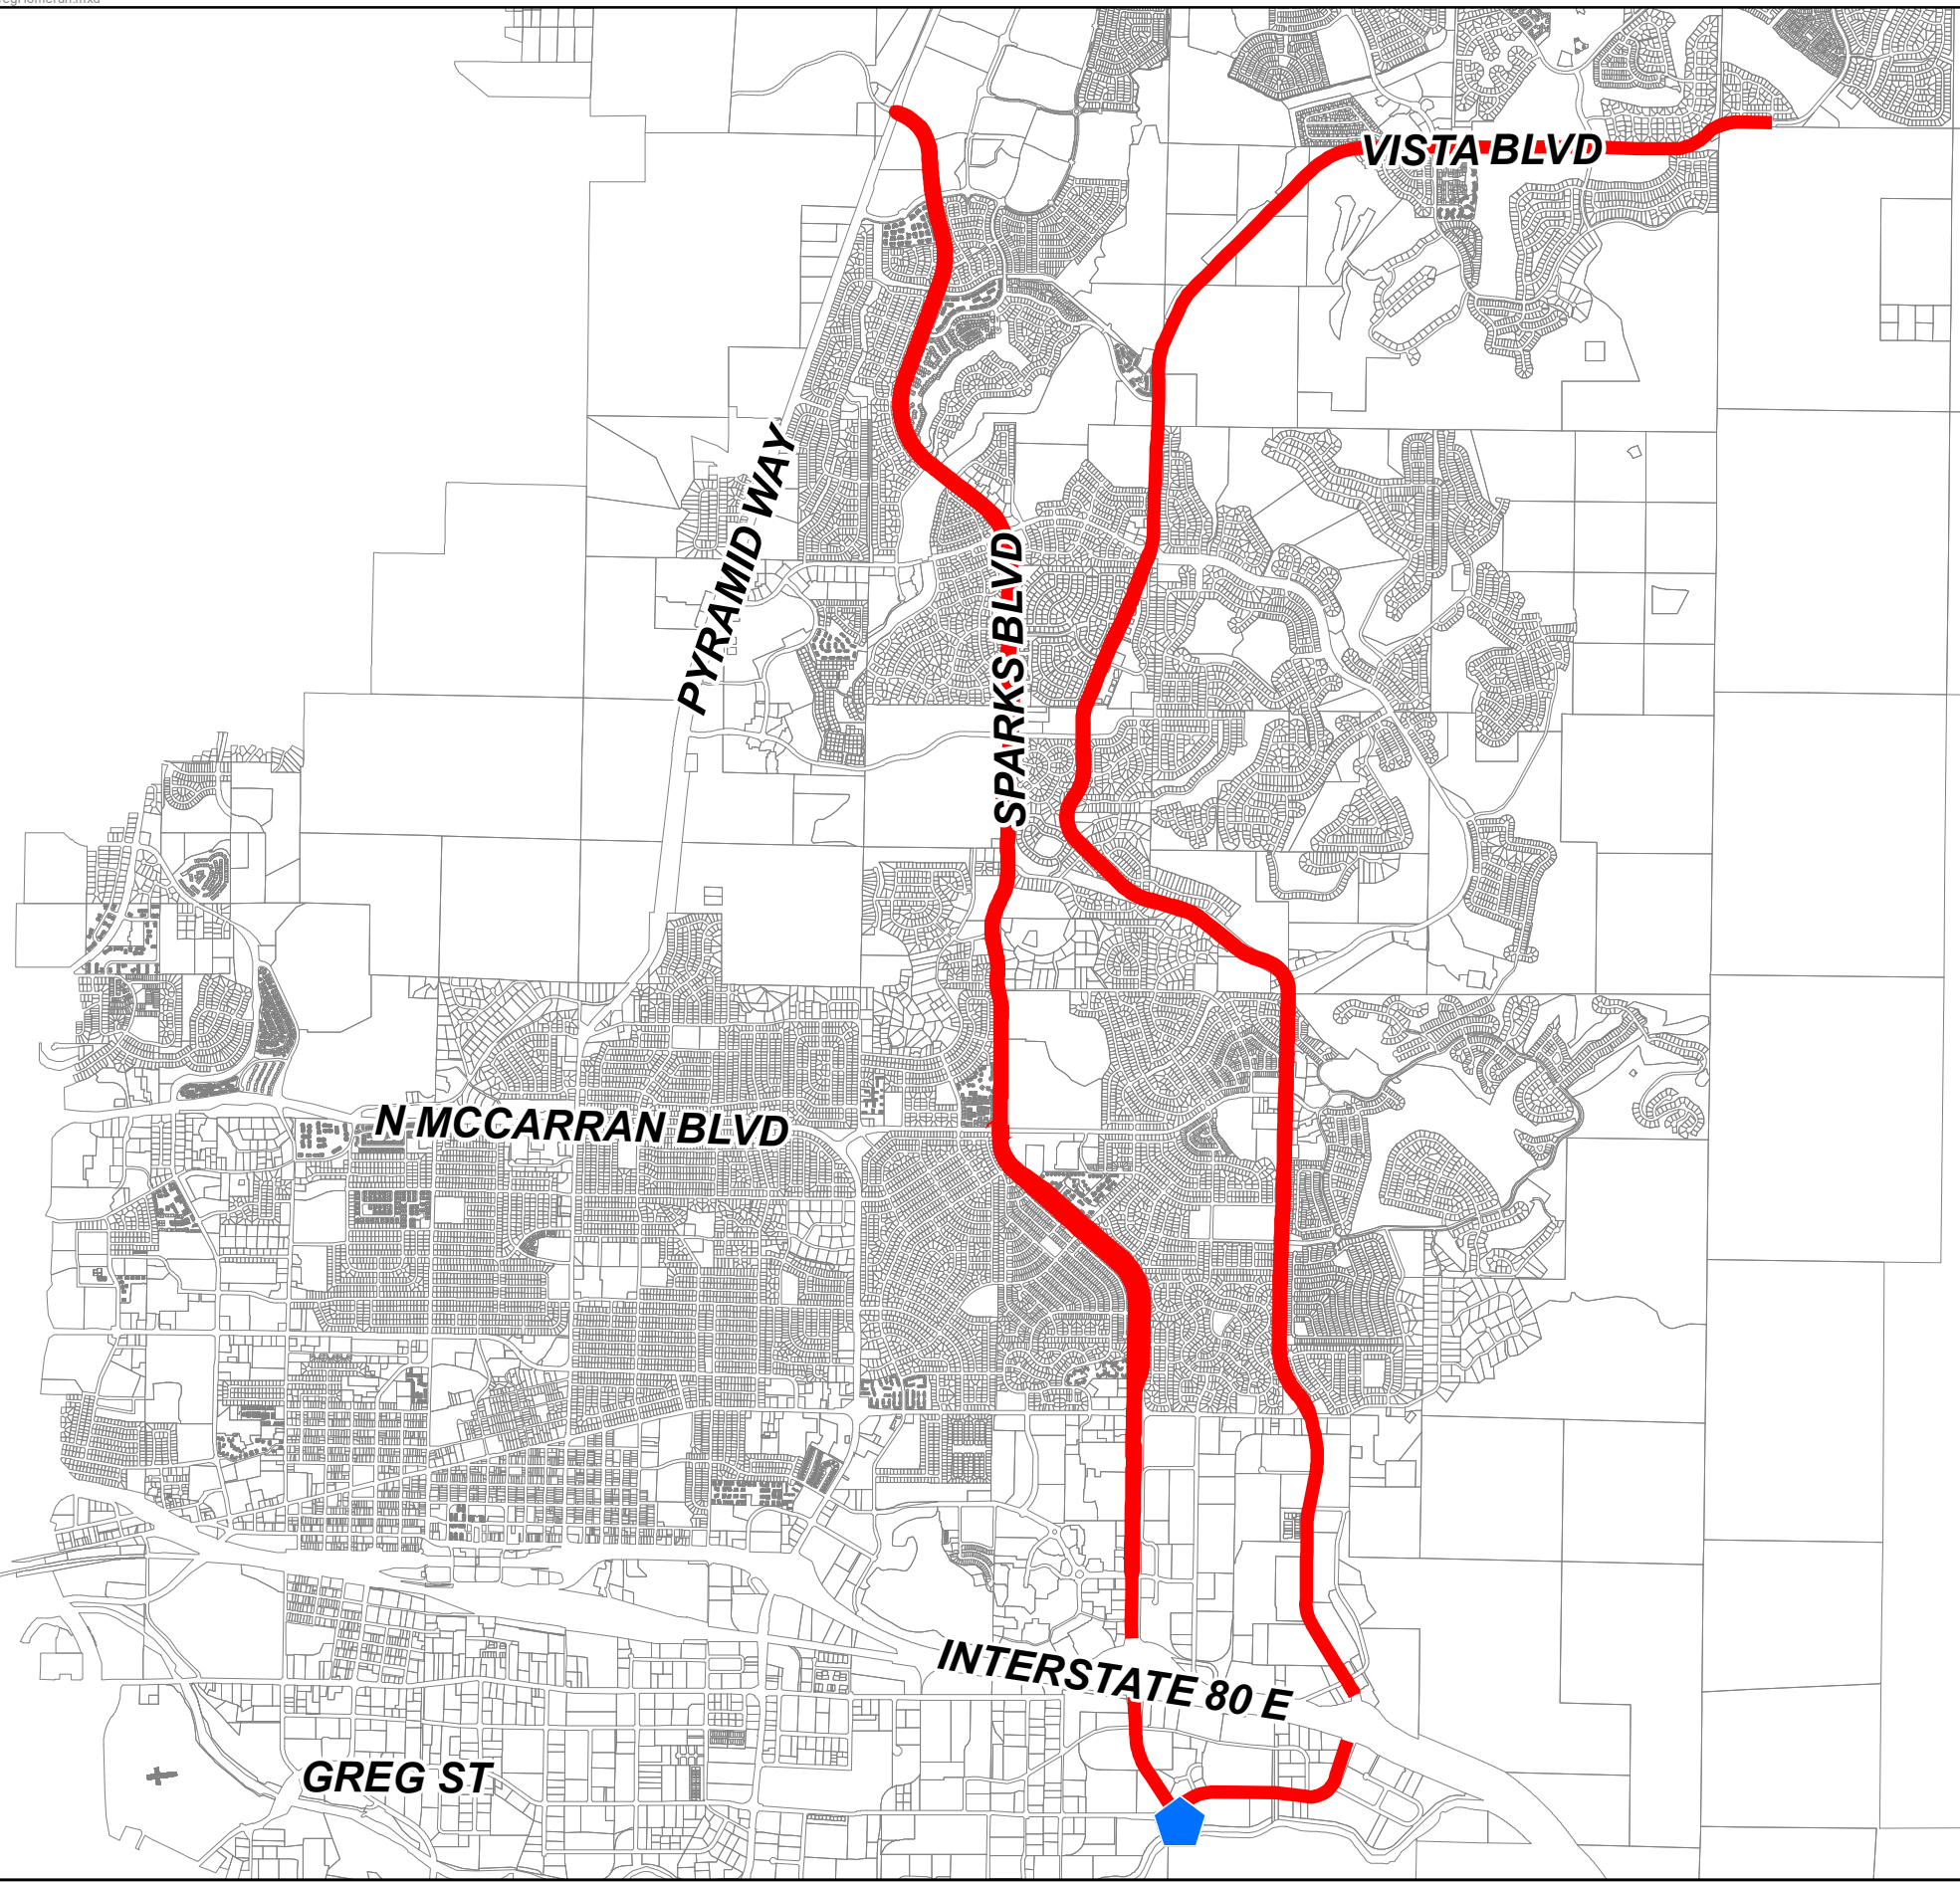 VISTA BLVD
PYRAMID WAY
SPARKS BLVD
N MCCARRAN BLVD
INTERSTATE 80 E
GREG ST